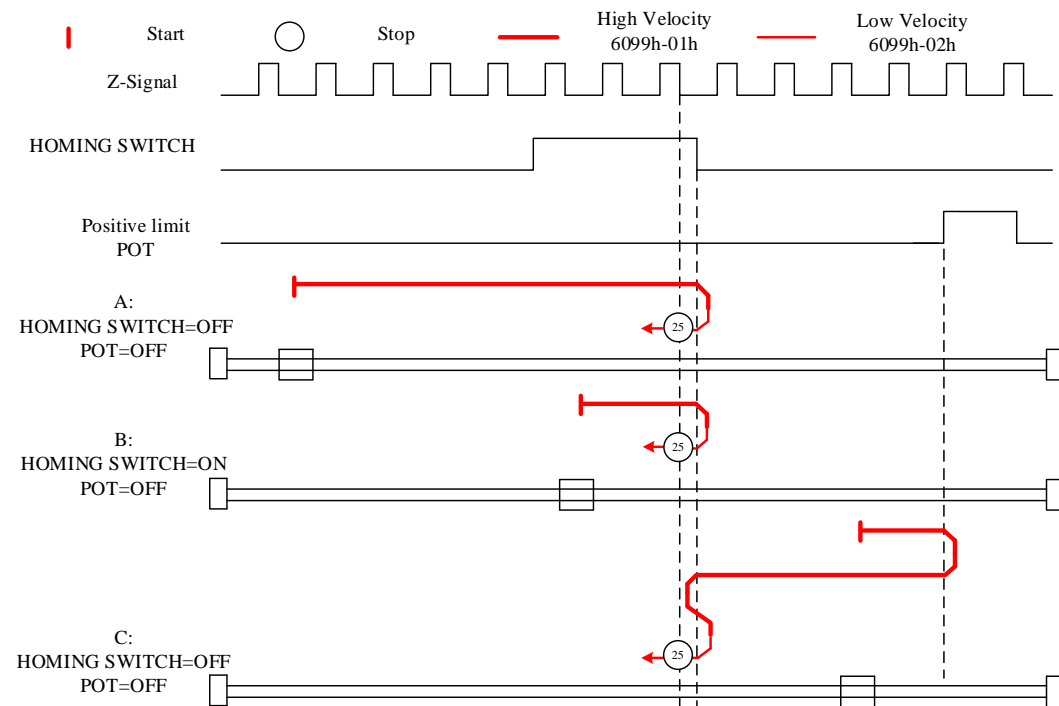 Start
Stop
High Velocity
6099h-01h
Low Velocity
6099h-02h
Z-Signal
HOMING SWITCH
Positive limit
POT
A:
HOMING SWITCH=OFF
POT=OFF
25
B:
HOMING SWITCH=ON
POT=OFF
25
C:
HOMING SWITCH=OFF
POT=OFF
25